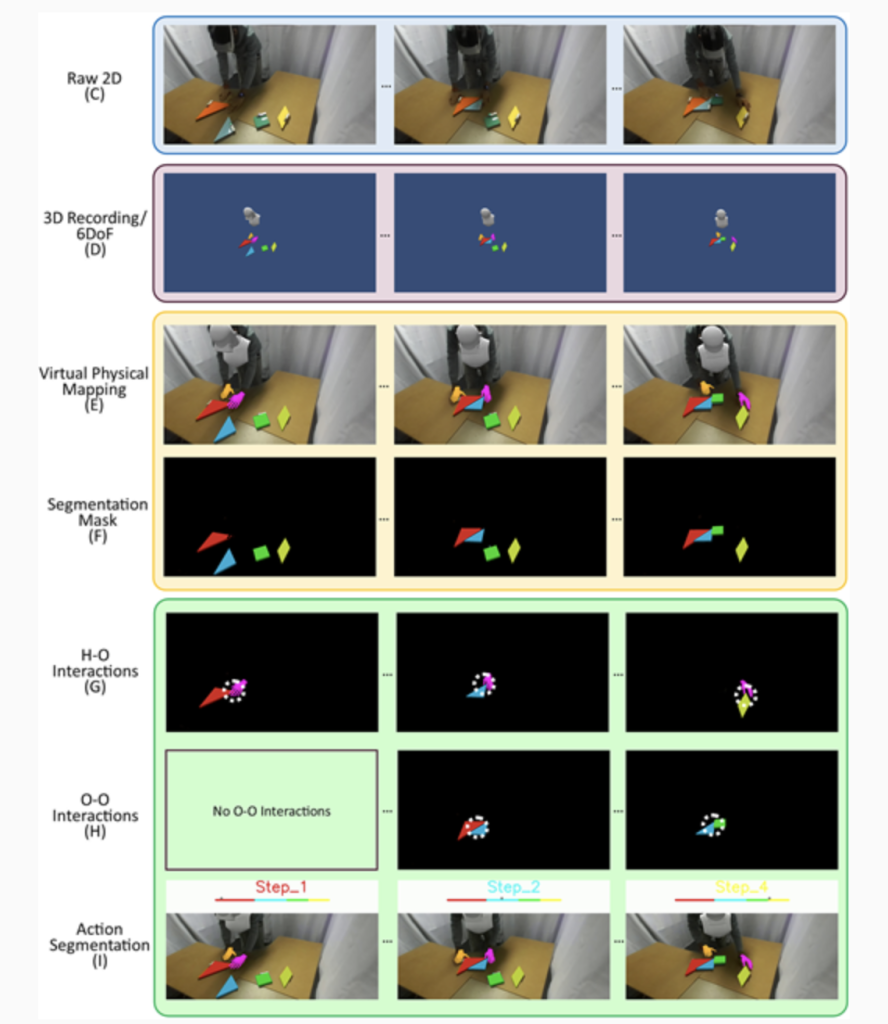 Raw 2D
(C)
...
...
3D Recording/
6DoF
(D)
...
...
Virtual Physical
Mapping
(E)
...
...
Segmentation
Mask
(F)
...
...
H-O
Interactions
(G)
...
...
O-O
Interactions
(H)
No O-O Interactions
...
...
Step_1
Step_2
Step_4
Action
Segmentation
(I)
...
...